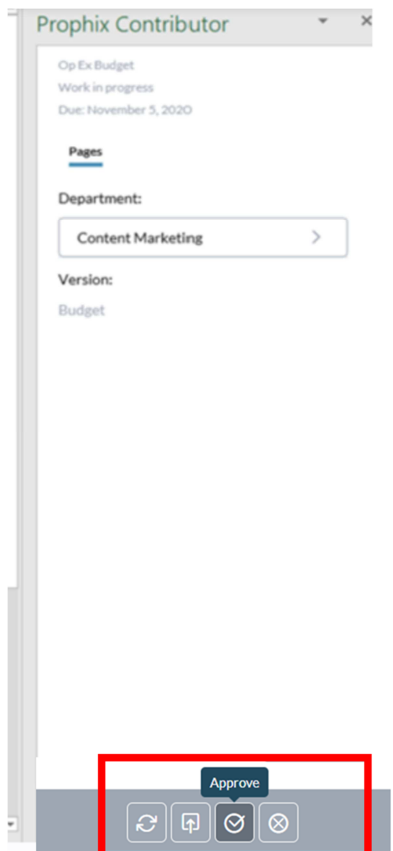 Prophix Contributor
Op Ex Budget
Work in progress
Due: November 5, 2020
Pages
Department:
Content Marketing
Version:
Budget
Approve